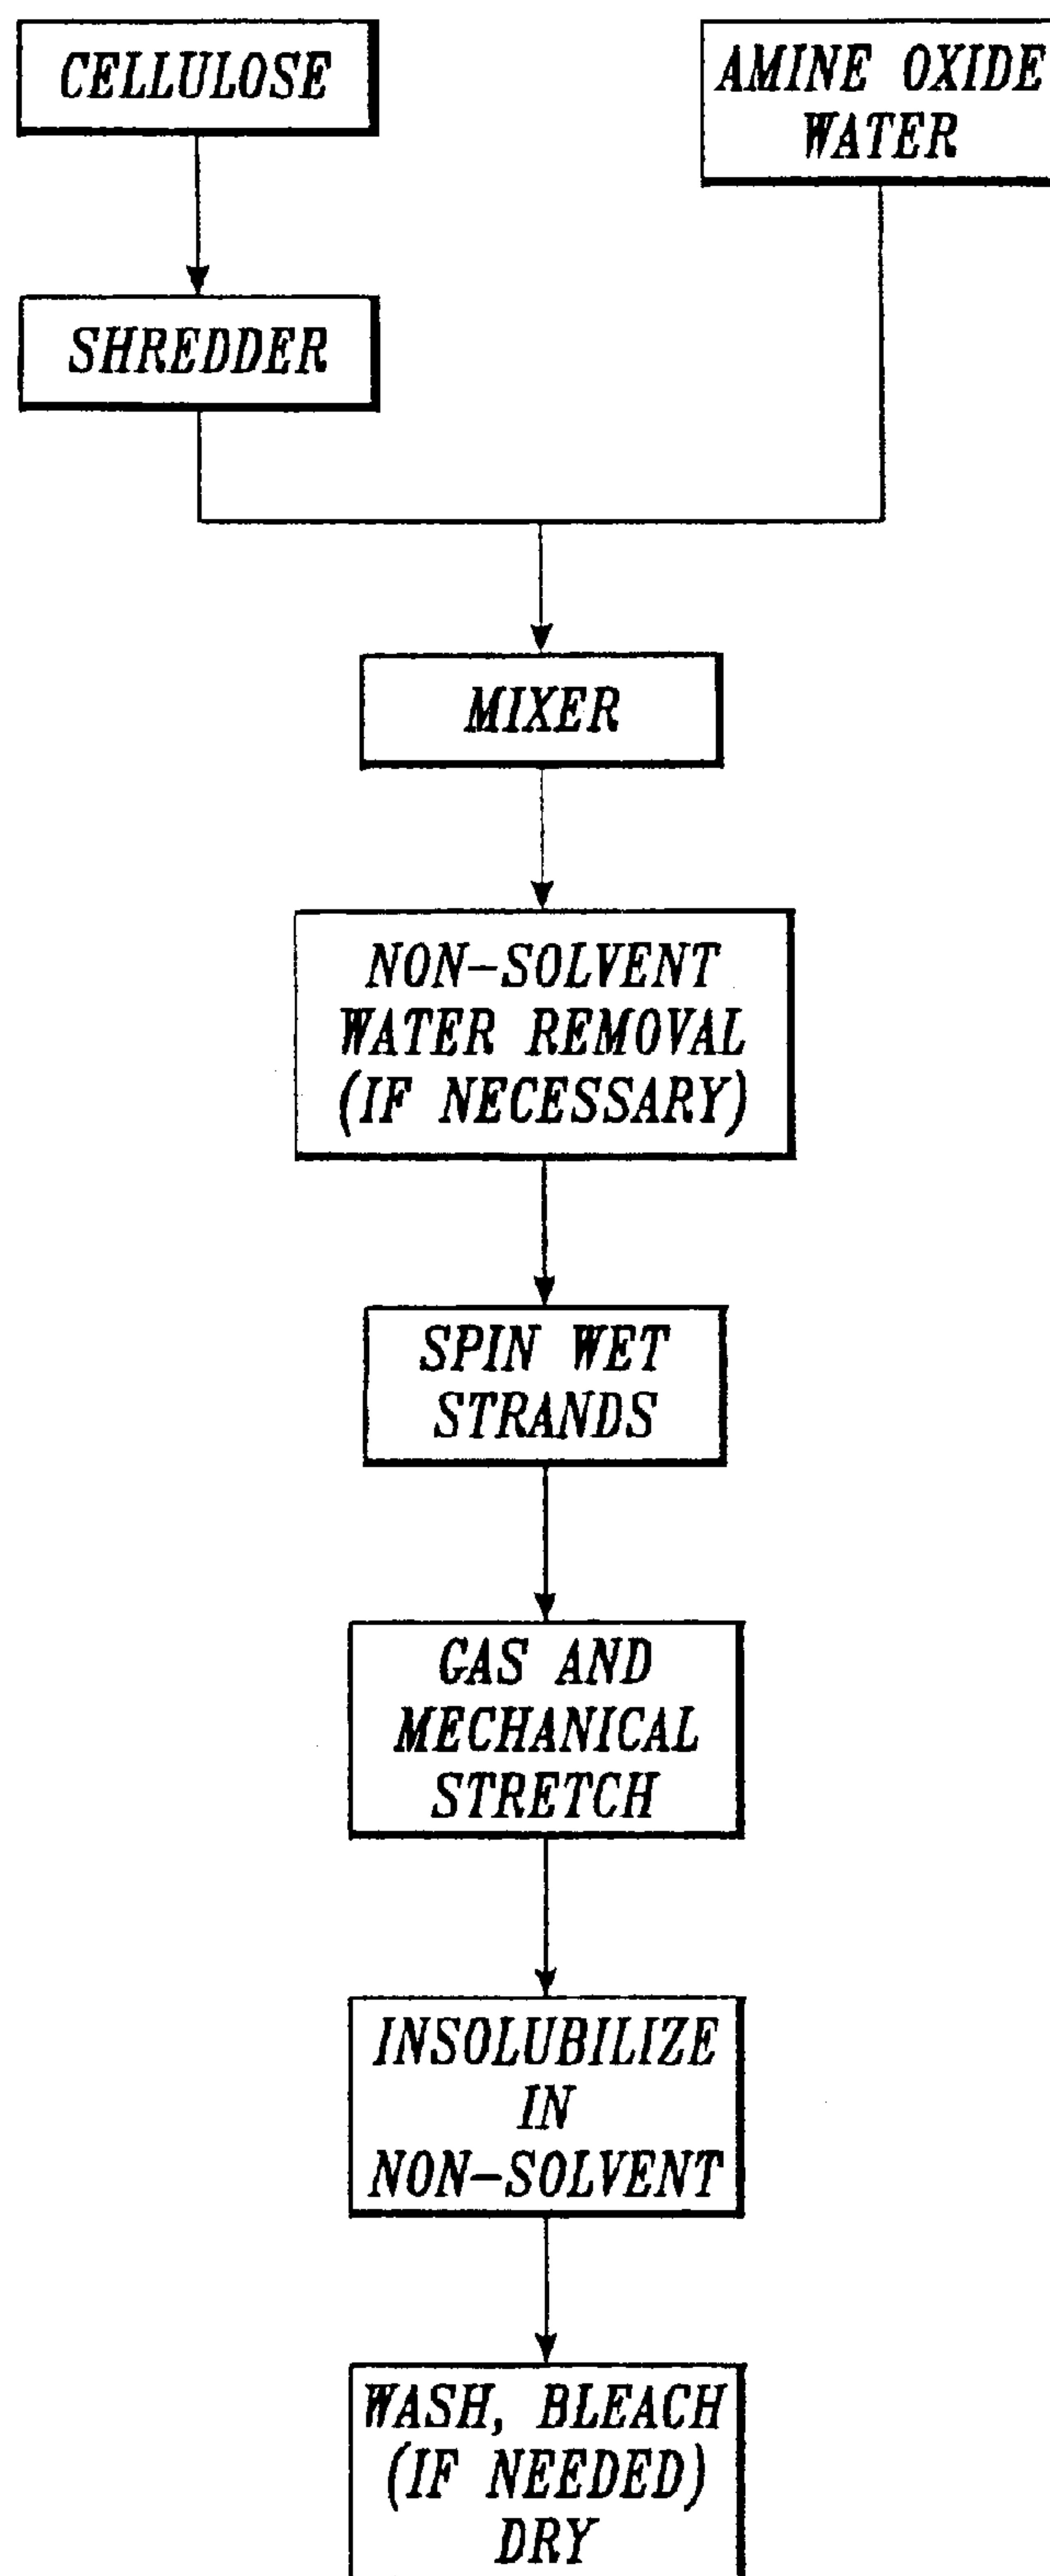 CELLULOSE
AMINE OXIDE
WATER
SHREDDER
MIXER
NON-SOLVENT
WATER REMOVAL
(IF NECESSARY)
SPIN WET
STRANDS
GAS AND
MECHANICAL
STRETCH
INSOLUBILIZE
IN
NON-SOLVENT
WASH, BLEACH
(IF NEEDED)
DRY